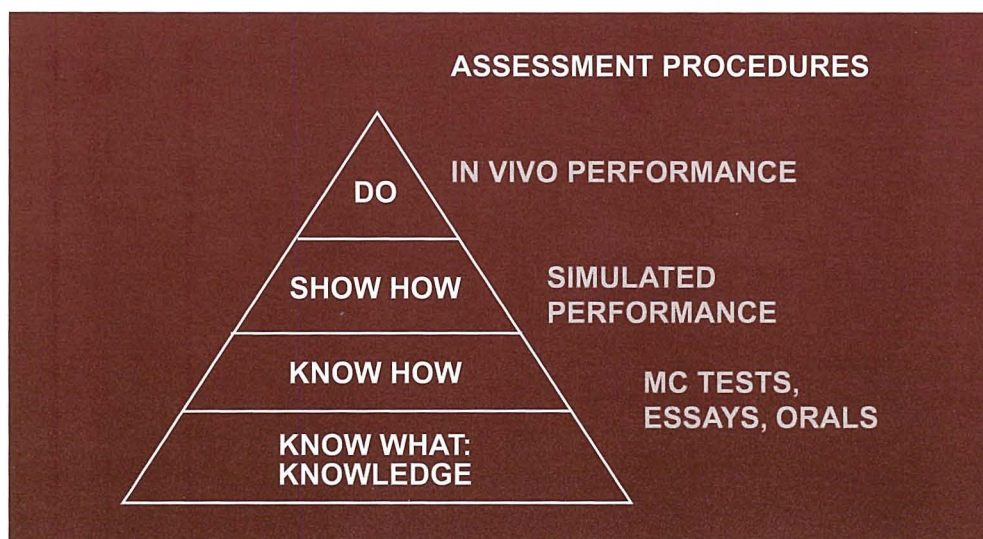 ASSESSMENT PROCEDURES
DO
IN VIVO PERFORMANCE
SHOW HOW
SIMULATED
PERFORMANCE
KNOW HOW
MC TESTS,
ESSAYS, ORALS
KNOW WHAT:
KNOWLEDGE